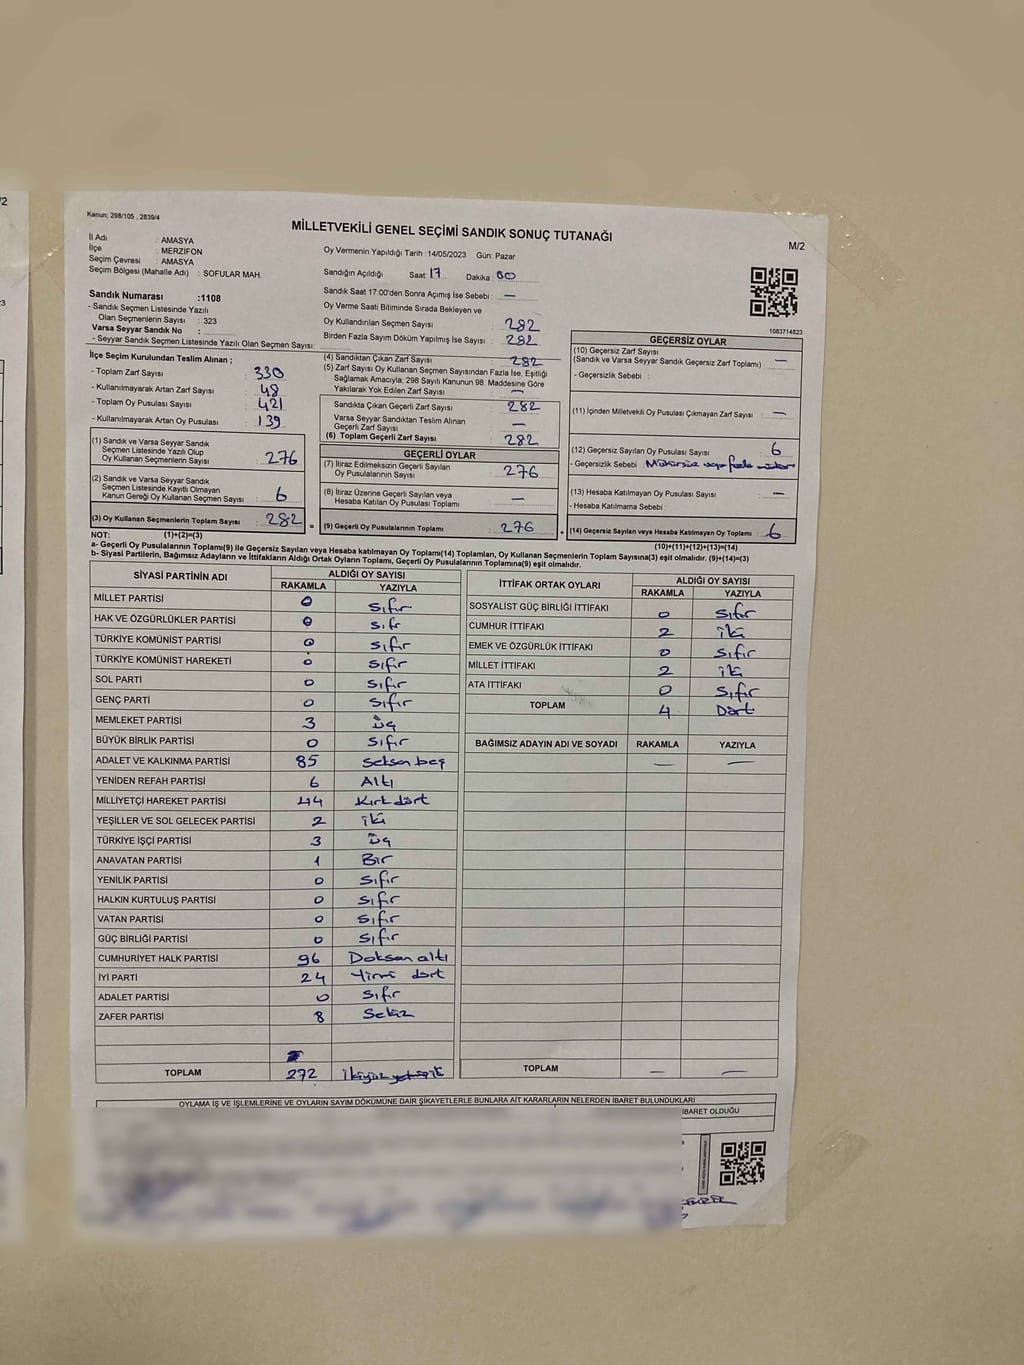 /2
3
Kanun; 298/105 , 2839/4
MİLLETVEKİLİ GENEL SEÇİMİ SANDIK SONUÇ TUTANAĞI
M/2
İl Adı : AMASYA
İlçe : MERZİFON
Seçim Çevresi : AMASYA
Seçim Bölgesi (Mahalle Adı) : SOFULAR MAH.
Oy Vermenin Yapıldığı Tarih :14/05/2023 Gün: Pazar
Sandığın Açıldığı Saat 17 Dakika 00
Sandık Saat 17:00'den Sonra Açımış İse Sebebi : —
Oy Verme Saati Bitiminde Sırada Bekleyen ve
Oy Kullandırılan Seçmen Sayısı : 282
Birden Fazla Sayım Döküm Yapılmış İse Sayısı : 282
Sandık Numarası :1108
- Sandık Seçmen Listesinde Yazılı
Olan Seçmenlerin Sayısı : 323
Varsa Seyyar Sandık No :
- Seyyar Sandık Seçmen Listesinde Yazılı Olan Seçmen Sayısı:
1083714823
İlçe Seçim Kurulundan Teslim Alınan ;
- Toplam Zarf Sayısı : 330
- Kullanılmayarak Artan Zarf Sayısı : 48
- Toplam Oy Pusulası Sayısı : 421
- Kullanılmayarak Artan Oy Pusulası : 139
(1) Sandık ve Varsa Seyyar Sandık
Seçmen Listesinde Yazılı Olup
Oy Kullanan Seçmenlerin Sayısı : 276
(2) Sandık ve Varsa Seyyar Sandık
Seçmen Listesinde Kayıtlı Olmayan
Kanun Gereği Oy Kullanan Seçmen Sayısı : 6
(3) Oy Kullanan Seçmenlerin Toplam Sayısı : 282 =
(4) Sandıktan Çıkan Zarf Sayısı : 282
(5) Zarf Sayısı Oy Kullanan Seçmen Sayısından Fazla İse, Eşitliği
Sağlamak Amacıyla; 298 Sayılı Kanunun 98. Maddesine Göre
Yakılarak Yok Edilen Zarf Sayısı : —
Sandıkta Çıkan Geçerli Zarf Sayısı : 282
Varsa Seyyar Sandıktan Teslim Alınan
Geçerli Zarf Sayısı : —
(6) Toplam Geçerli Zarf Sayısı : 282
GEÇERLİ OYLAR
(7) İtiraz Edilmeksizin Geçerli Sayılan
Oy Pusulalarının Sayısı : 276
(8) İtiraz Üzerine Geçerli Sayılan veya
Hesaba Katılan Oy Pusulası Toplamı : —
(9) Geçerli Oy Pusulalarının Toplamı : 276 +
GEÇERSİZ OYLAR
(10) Geçersiz Zarf Sayısı
(Sandık ve Varsa Seyyar Sandık Geçersiz Zarf Toplamı) : —
- Geçersizlik Sebebi :
(11) İçinden Milletvekili Oy Pusulası Çıkmayan Zarf Sayısı : —
(12) Geçersiz Sayılan Oy Pusulası Sayısı : 6
- Geçersizlik Sebebi : Mühürsüz veya fazla
(13) Hesaba Katılmayan Oy Pusulası Sayısı : —
- Hesaba Katılmama Sebebi :
(14) Geçersiz Sayılan veya Hesaba Katılmayan Oy Toplamı : 6
NOT: (1)+(2)=(3)
(10)+(11)+(12)+(13)=(14)
a- Geçerli Oy Pusulalarının Toplamı(9) ile Geçersiz Sayılan veya Hesaba katılmayan Oy Toplamı(14) Toplamları, Oy Kullanan Seçmenlerin Toplam Sayısına(3) eşit olmalıdır. (9)+(14)=(3)
b- Siyasi Partilerin, Bağımsız Adayların ve İttifakların Aldığı Ortak Oyların Toplamı, Geçerli Oy Pusulalarının Toplamına(9) eşit olmalıdır.
SİYASİ PARTİNİN ADI ALDIĞI OY SAYISI
RAKAMLA YAZIYLA
MİLLET PARTİSİ 0 sıfır
HAK VE ÖZGÜRLÜKLER PARTİSİ 0 sıfr
TÜRKİYE KOMÜNİST PARTİSİ 0 sıfır
TÜRKİYE KOMÜNİST HAREKETİ 0 sıfır
SOL PARTİ 0 sıfır
GENÇ PARTİ 0 sıfır
MEMLEKET PARTİSİ 3 üç
BÜYÜK BİRLİK PARTİSİ 0 sıfır
ADALET VE KALKINMA PARTİSİ 85 seksen beş
YENİDEN REFAH PARTİSİ 6 Altı
MİLLİYETÇİ HAREKET PARTİSİ 44 Kırk dört
YEŞİLLER VE SOL GELECEK PARTİSİ 2 iki
TÜRKİYE İŞÇİ PARTİSİ 3 üç
ANAVATAN PARTİSİ 1 Bir
YENİLİK PARTİSİ 0 sıfır
HALKIN KURTULUŞ PARTİSİ 0 sıfır
VATAN PARTİSİ 0 sıfır
GÜÇ BİRLİĞİ PARTİSİ 0 sıfır
CUMHURİYET HALK PARTİSİ 96 Doksan altı
İYİ PARTİ 24 Yirmi dört
ADALET PARTİSİ 0 sıfır
ZAFER PARTİSİ 8 Sekiz
TOPLAM 272 ikiyüz yetmiş iki
İTTİFAK ORTAK OYLARI ALDIĞI OY SAYISI
RAKAMLA YAZIYLA
SOSYALİST GÜÇ BİRLİĞİ İTTİFAKI 0 sıfır
CUMHUR İTTİFAKI 2 iki
EMEK VE ÖZGÜRLÜK İTTİFAKI 0 sıfır
MİLLET İTTİFAKI 2 iki
ATA İTTİFAKI 0 sıfır
TOPLAM 4 Dört
BAĞIMSIZ ADAYIN ADI VE SOYADI RAKAMLA YAZIYLA
— —
TOPLAM — —
OYLAMA İŞ VE İŞLEMLERİNE VE OYLARIN SAYIM DÖKÜMÜNE DAİR ŞİKAYETLERLE BUNLARA AİT KARARLARIN NELERDEN İBARET BULUNDUKLARI
İBARET OLDUĞU